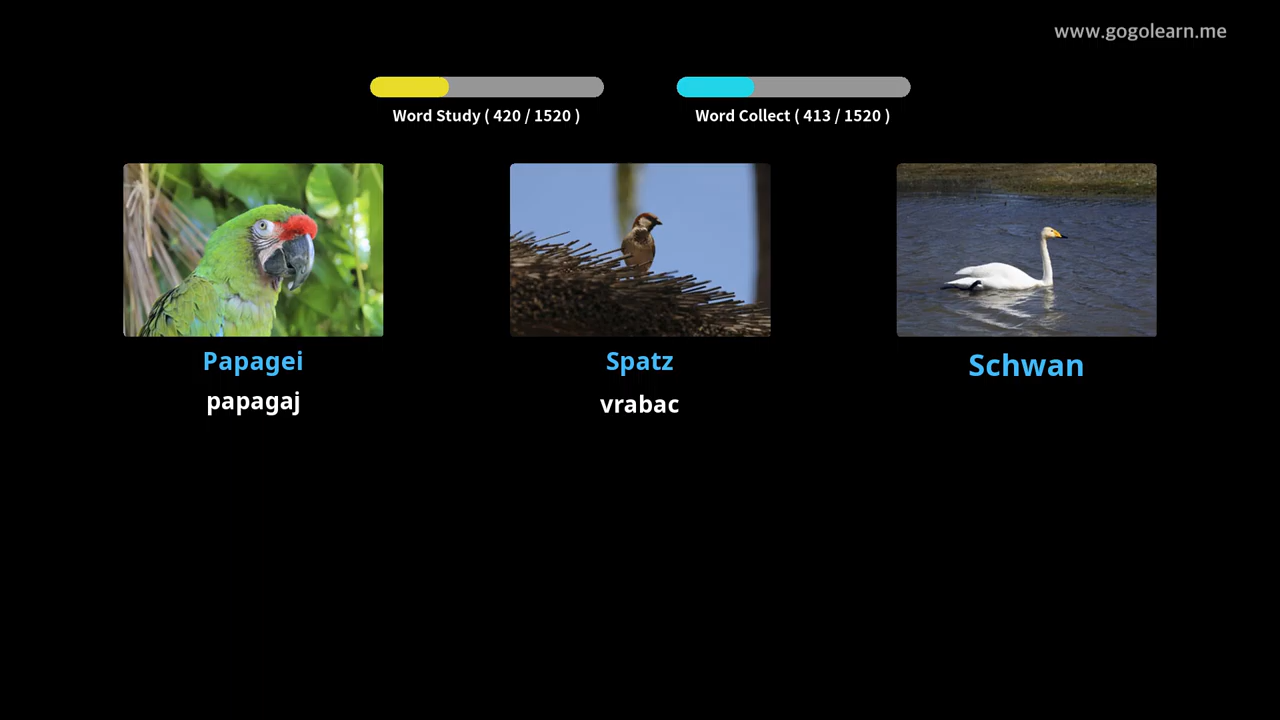 www.gogolearn.me
Word Study ( 420 / 1520 )
Word Collect ( 413 / 1520 )
Papagei
Spatz
Schwan
papagaj
vrabac